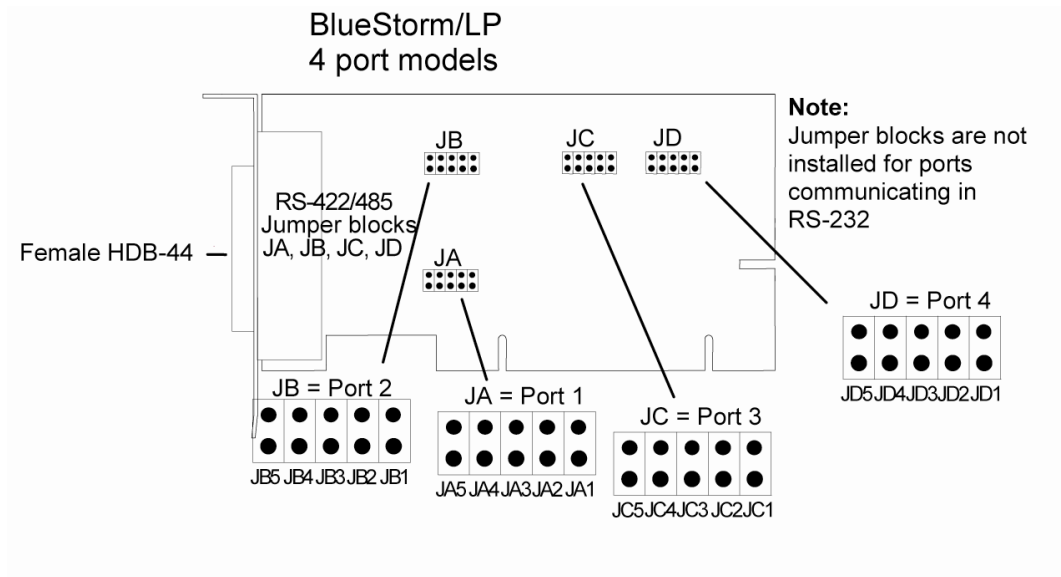 BlueStorm/LP
4 port models
Note:
Jumper blocks are not
installed for ports
communicating in
RS-232
JB
JC
JD
RS-422/485
Jumper blocks
JA, JB, JC, JD
Female HDB-44
JA
JD = Port 4
JD5 JD4 JD3 JD2 JD1
JB = Port 2
JB5 JB4 JB3 JB2 JB1
JA = Port 1
JA5 JA4 JA3 JA2 JA1
JC = Port 3
JC5 JC4 JC3 JC2 JC1